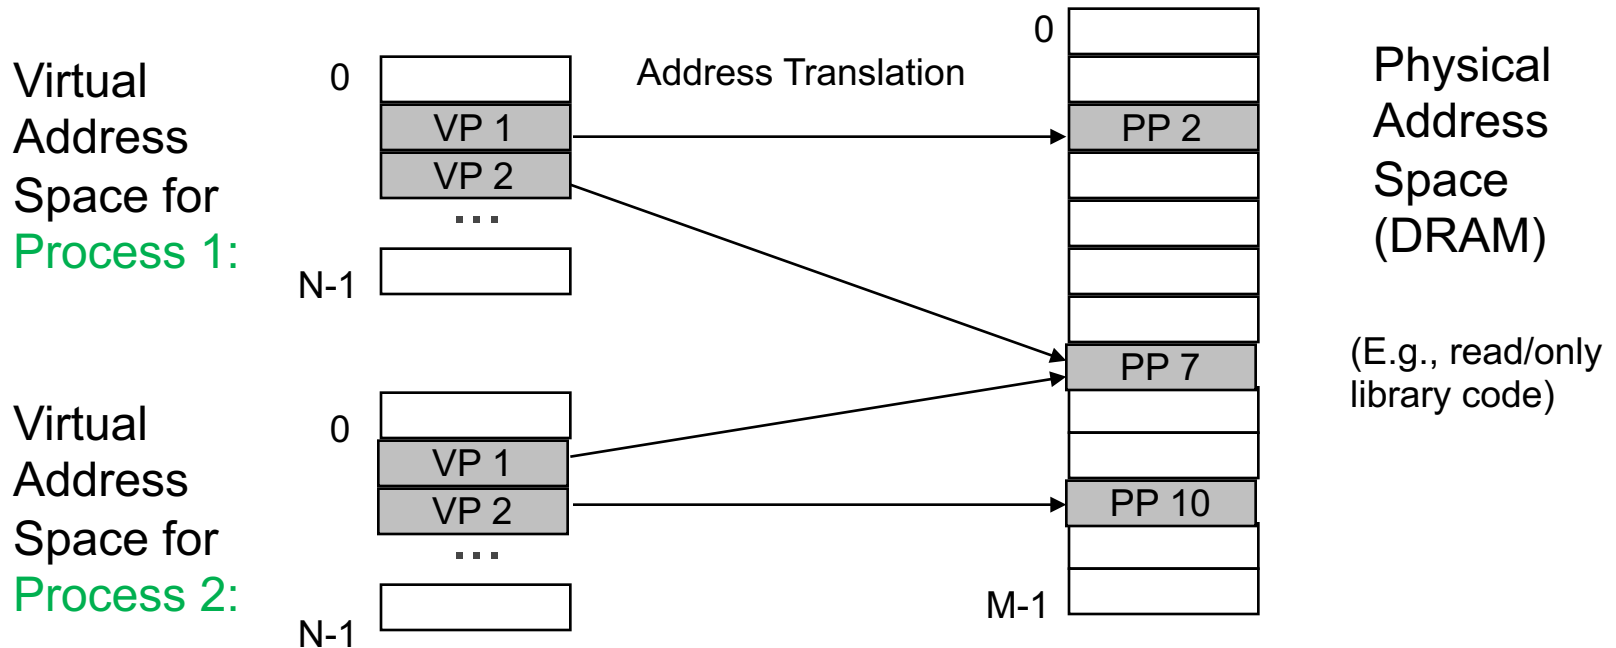 Virtual
Address
Space for
Process 1:
0
VP 1
VP 2
...
N-1
Address Translation
0
PP 2
PP 7
PP 10
M-1
Physical
Address
Space
(DRAM)
(E.g., read/only
library code)
Virtual
Address
Space for
Process 2:
0
VP 1
VP 2
...
N-1